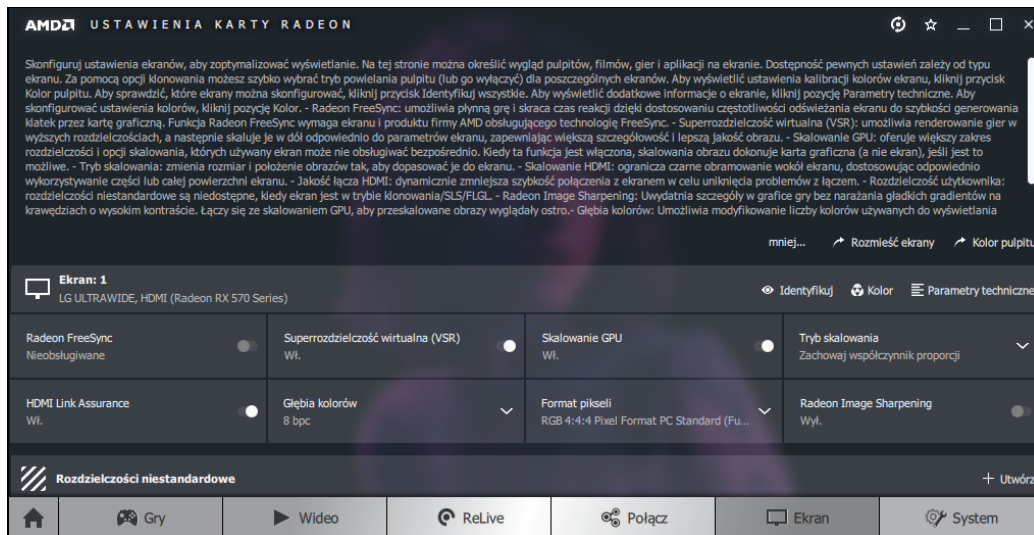 AMD USTAWIENIA KARTY RADEON
Skonfiguruj ustawienia ekranów, aby zoptymalizować wyświetlanie. Na tej stronie można określić wygląd pulpitów, filmów, gier i aplikacji na ekranie. Dostępność pewnych ustawień zależy od typu
ekranu. Za pomocą opcji klonowania możesz szybko wybrać tryb powielania pulpitu (lub go wyłączyć) dla poszczególnych ekranów. Aby wyświetlić ustawienia kalibracji kolorów ekranu, kliknij przycisk
Kolor pulpitu. Aby sprawdzić, które ekrany można skonfigurować, kliknij przycisk Identyfikuj wszystkie. Aby wyświetlić dodatkowe informacje o ekranie, kliknij pozycję Parametry techniczne. Aby
skonfigurować ustawienia kolorów, kliknij pozycję Kolor. - Radeon FreeSync: umożliwia płynną grę i skraca czas reakcji dzięki dostosowaniu częstotliwości odświeżania ekranu do szybkości generowania
klatek przez kartę graficzną. Funkcja Radeon FreeSync wymaga ekranu i produktu firmy AMD obsługującego technologię FreeSync. - Superrozdzielczość wirtualna (VSR): umożliwia renderowanie gier w
wyższych rozdzielczościach, a następnie skaluje je w dół odpowiednio do parametrów ekranu, zapewniając większą szczegółowość i lepszą jakość obrazu. - Skalowanie GPU: oferuje większy zakres
rozdzielczości i opcji skalowania, których używany ekran może nie obsługiwać bezpośrednio. Kiedy ta funkcja jest włączona, skalowania obrazu dokonuje karta graficzna (a nie ekran), jeśli jest to
możliwe. - Tryb skalowania: zmienia rozmiar i położenie obrazów tak, aby dopasować je do ekranu. - Skalowanie HDMI: ogranicza czarne obramowanie wokół ekranu, dostosowując odpowiednio
wykorzystywanie części lub całej powierzchni ekranu. - Jakość łącza HDMI: dynamicznie zmniejsza szybkość połączenia z ekranem w celu uniknięcia problemów z łączem. - Rozdzielczość użytkownika:
rozdzielczości niestandardowe są niedostępne, kiedy ekran jest w trybie klonowania/SLS/FLGL. - Radeon Image Sharpening: Uwydatnia szczegóły w grafice gry bez narażania gładkich gradientów na
krawędziach o wysokim kontraście. Łączy się ze skalowaniem GPU, aby przeskalowane obrazy wyglądały ostro.- Głębia kolorów: Umożliwia modyfikowanie liczby kolorów używanych do wyświetlania
mniej... Rozmieść ekrany Kolor pulpitu
Ekran: 1
LG ULTRAWIDE, HDMI (Radeon RX 570 Series)
Identyfikuj Kolor Parametry techniczne
Radeon FreeSync
Nieobsługiwane
Superrozdzielczość wirtualna (VSR)
Wł.
Skalowanie GPU
Wł.
Tryb skalowania
Zachowaj współczynnik proporcji
HDMI Link Assurance
Wł.
Głębia kolorów
8 bpc
Format pikseli
RGB 4:4:4 Pixel Format PC Standard (Fu...
Radeon Image Sharpening
Wył.
Rozdzielczości niestandardowe
+ Utwórz
Gry Wideo ReLive Połącz Ekran System